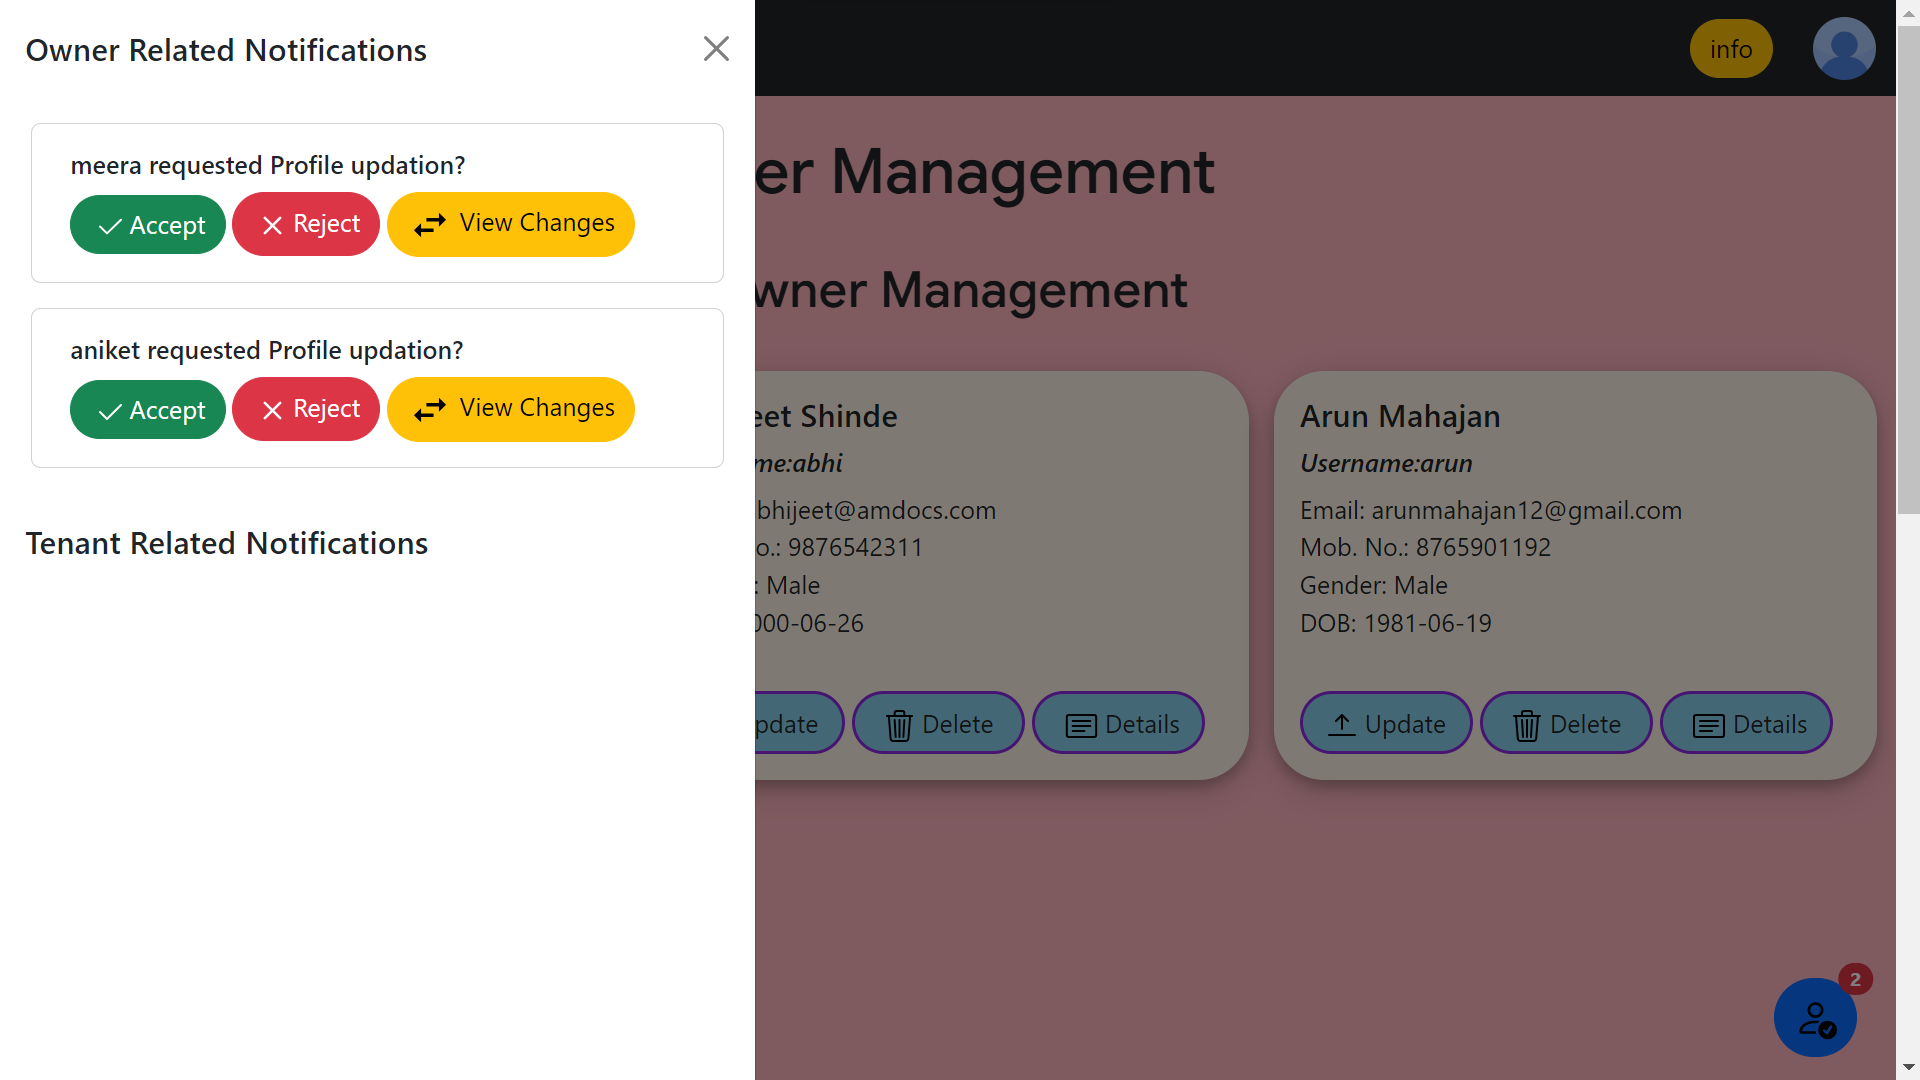 Owner Related Notifications
meera requested Profile updation?
Accept Reject View Changes
aniket requested Profile updation?
Accept Reject View Changes
Tenant Related Notifications
info
er Management
wner Management
eet Shinde
me:abhi
bhijeet@amdocs.com
o.: 9876542311
: Male
000-06-26
pdate Delete Details
Arun Mahajan
Username:arun
Email: arunmahajan12@gmail.com
Mob. No.: 8765901192
Gender: Male
DOB: 1981-06-19
Update Delete Details
2